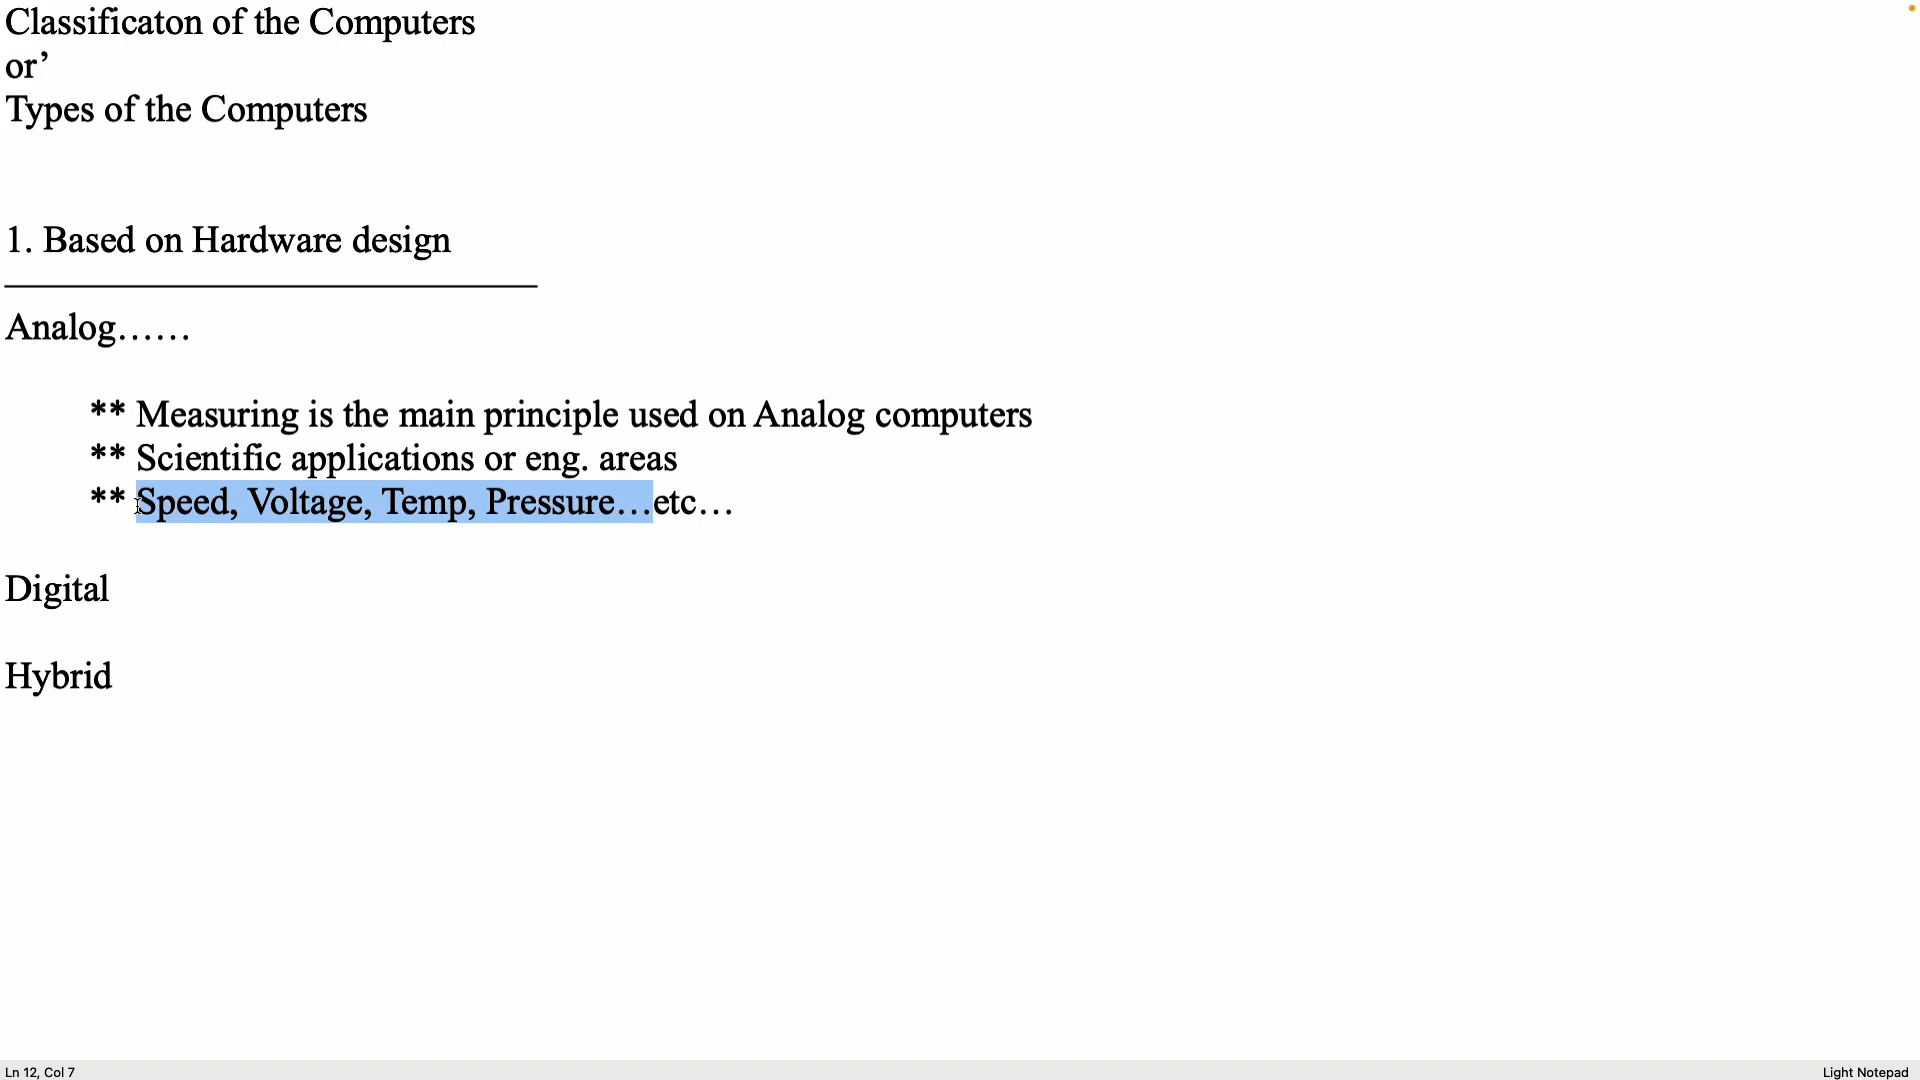 Classificaton of the Computers
or’
Types of the Computers
1. Based on Hardware design
Analog……
** Measuring is the main principle used on Analog computers
** Scientific applications or eng. areas
** Speed, Voltage, Temp, Pressure…etc…
Digital
Hybrid
Ln 12, Col 7
Light Notepad